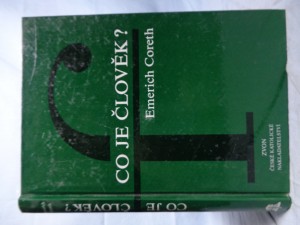 CO JE ČLOVĚK?
Emerich Coreth
ZVON
ČESKÉ KATOLICKÉ
NAKLADATELSTVÍ
CO JE ČLOVĚK?